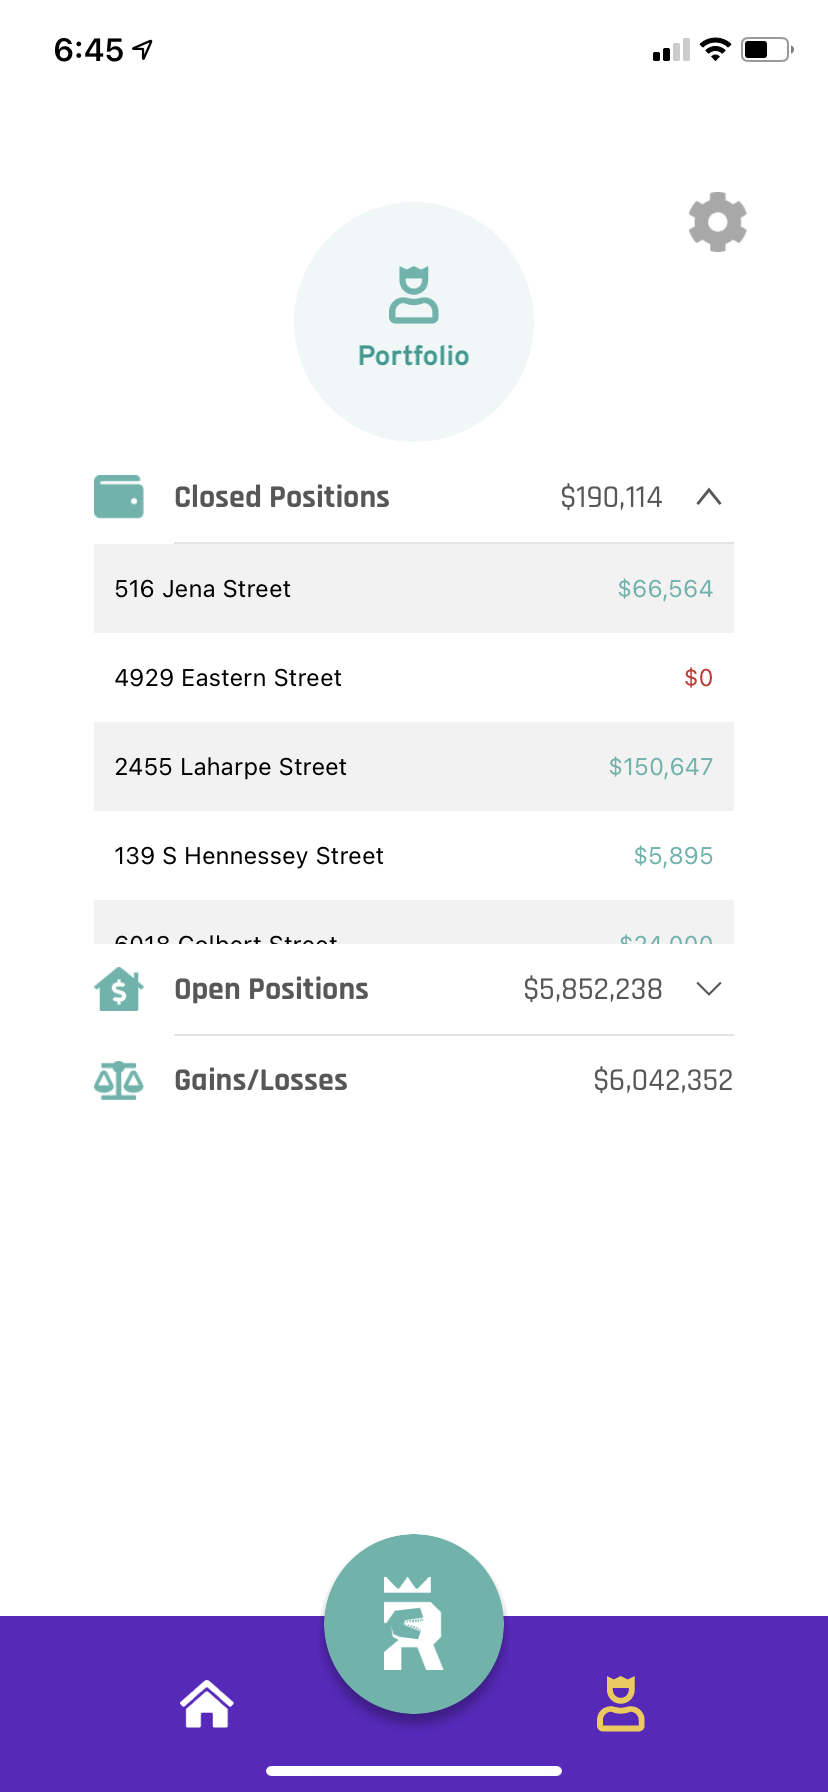 6:45
Portfolio
Closed Positions $190,114
516 Jena Street $66,564
4929 Eastern Street $0
2455 Laharpe Street $150,647
139 S Hennessey Street $5,895
6018 Colbert Street $24,000
Open Positions $5,852,238
Gains/Losses $6,042,352